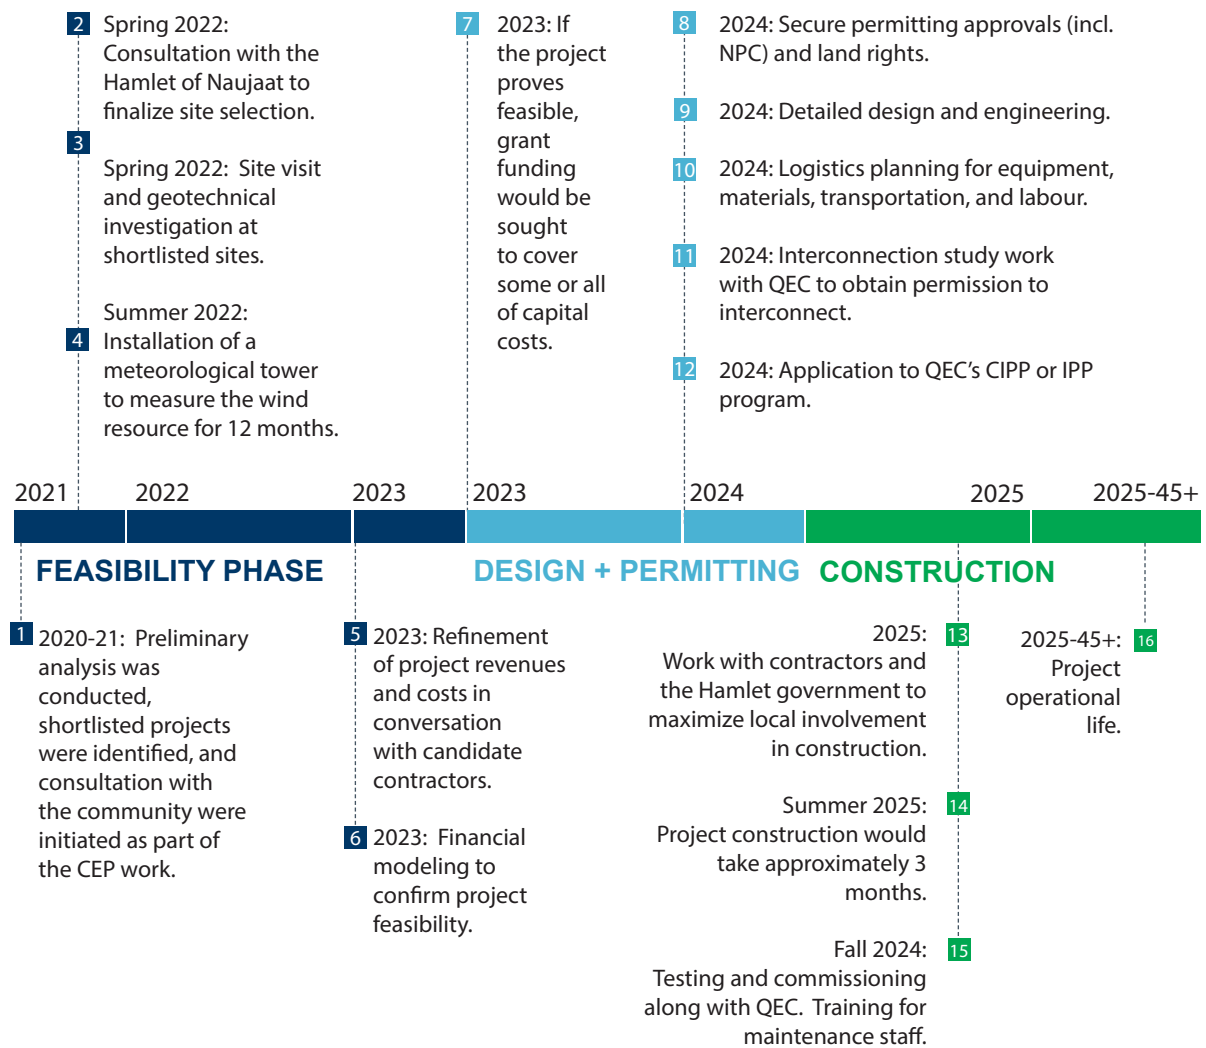 2
Spring 2022:
Consultation with the
Hamlet of Naujaat to
finalize site selection.
3
Spring 2022:  Site visit
and geotechnical
investigation at
shortlisted sites.
4
Summer 2022:
Installation of a
meteorological tower
to measure the wind
resource for 12 months.
7
2023: If
the project
proves
feasible,
grant
funding
would be
sought
to cover
some or all
of capital
costs.
8
2024: Secure permitting approvals (incl.
NPC) and land rights.
9
2024: Detailed design and engineering.
10
2024: Logistics planning for equipment,
materials, transportation, and labour.
11
2024: Interconnection study work
with QEC to obtain permission to
interconnect.
12
2024: Application to QEC’s CIPP or IPP
program.
2021
2022
2023
2023
2024
2025
2025-45+
FEASIBILITY PHASE
DESIGN + PERMITTING
CONSTRUCTION
1
2020-21:  Preliminary
analysis was
conducted,
shortlisted projects
were identified, and
consultation with
the community were
initiated as part of
the CEP work.
5
2023: Refinement
of project revenues
and costs in
conversation
with candidate
contractors.
6
2023:  Financial
modeling to
confirm project
feasibility.
13
2025:
Work with contractors and
the Hamlet government to
maximize local involvement
in construction.
14
Summer 2025:
Project construction would
take approximately 3
months.
15
Fall 2024:
Testing and commissioning
along with QEC.  Training for
maintenance staff.
16
2025-45+:
Project
operational
life.